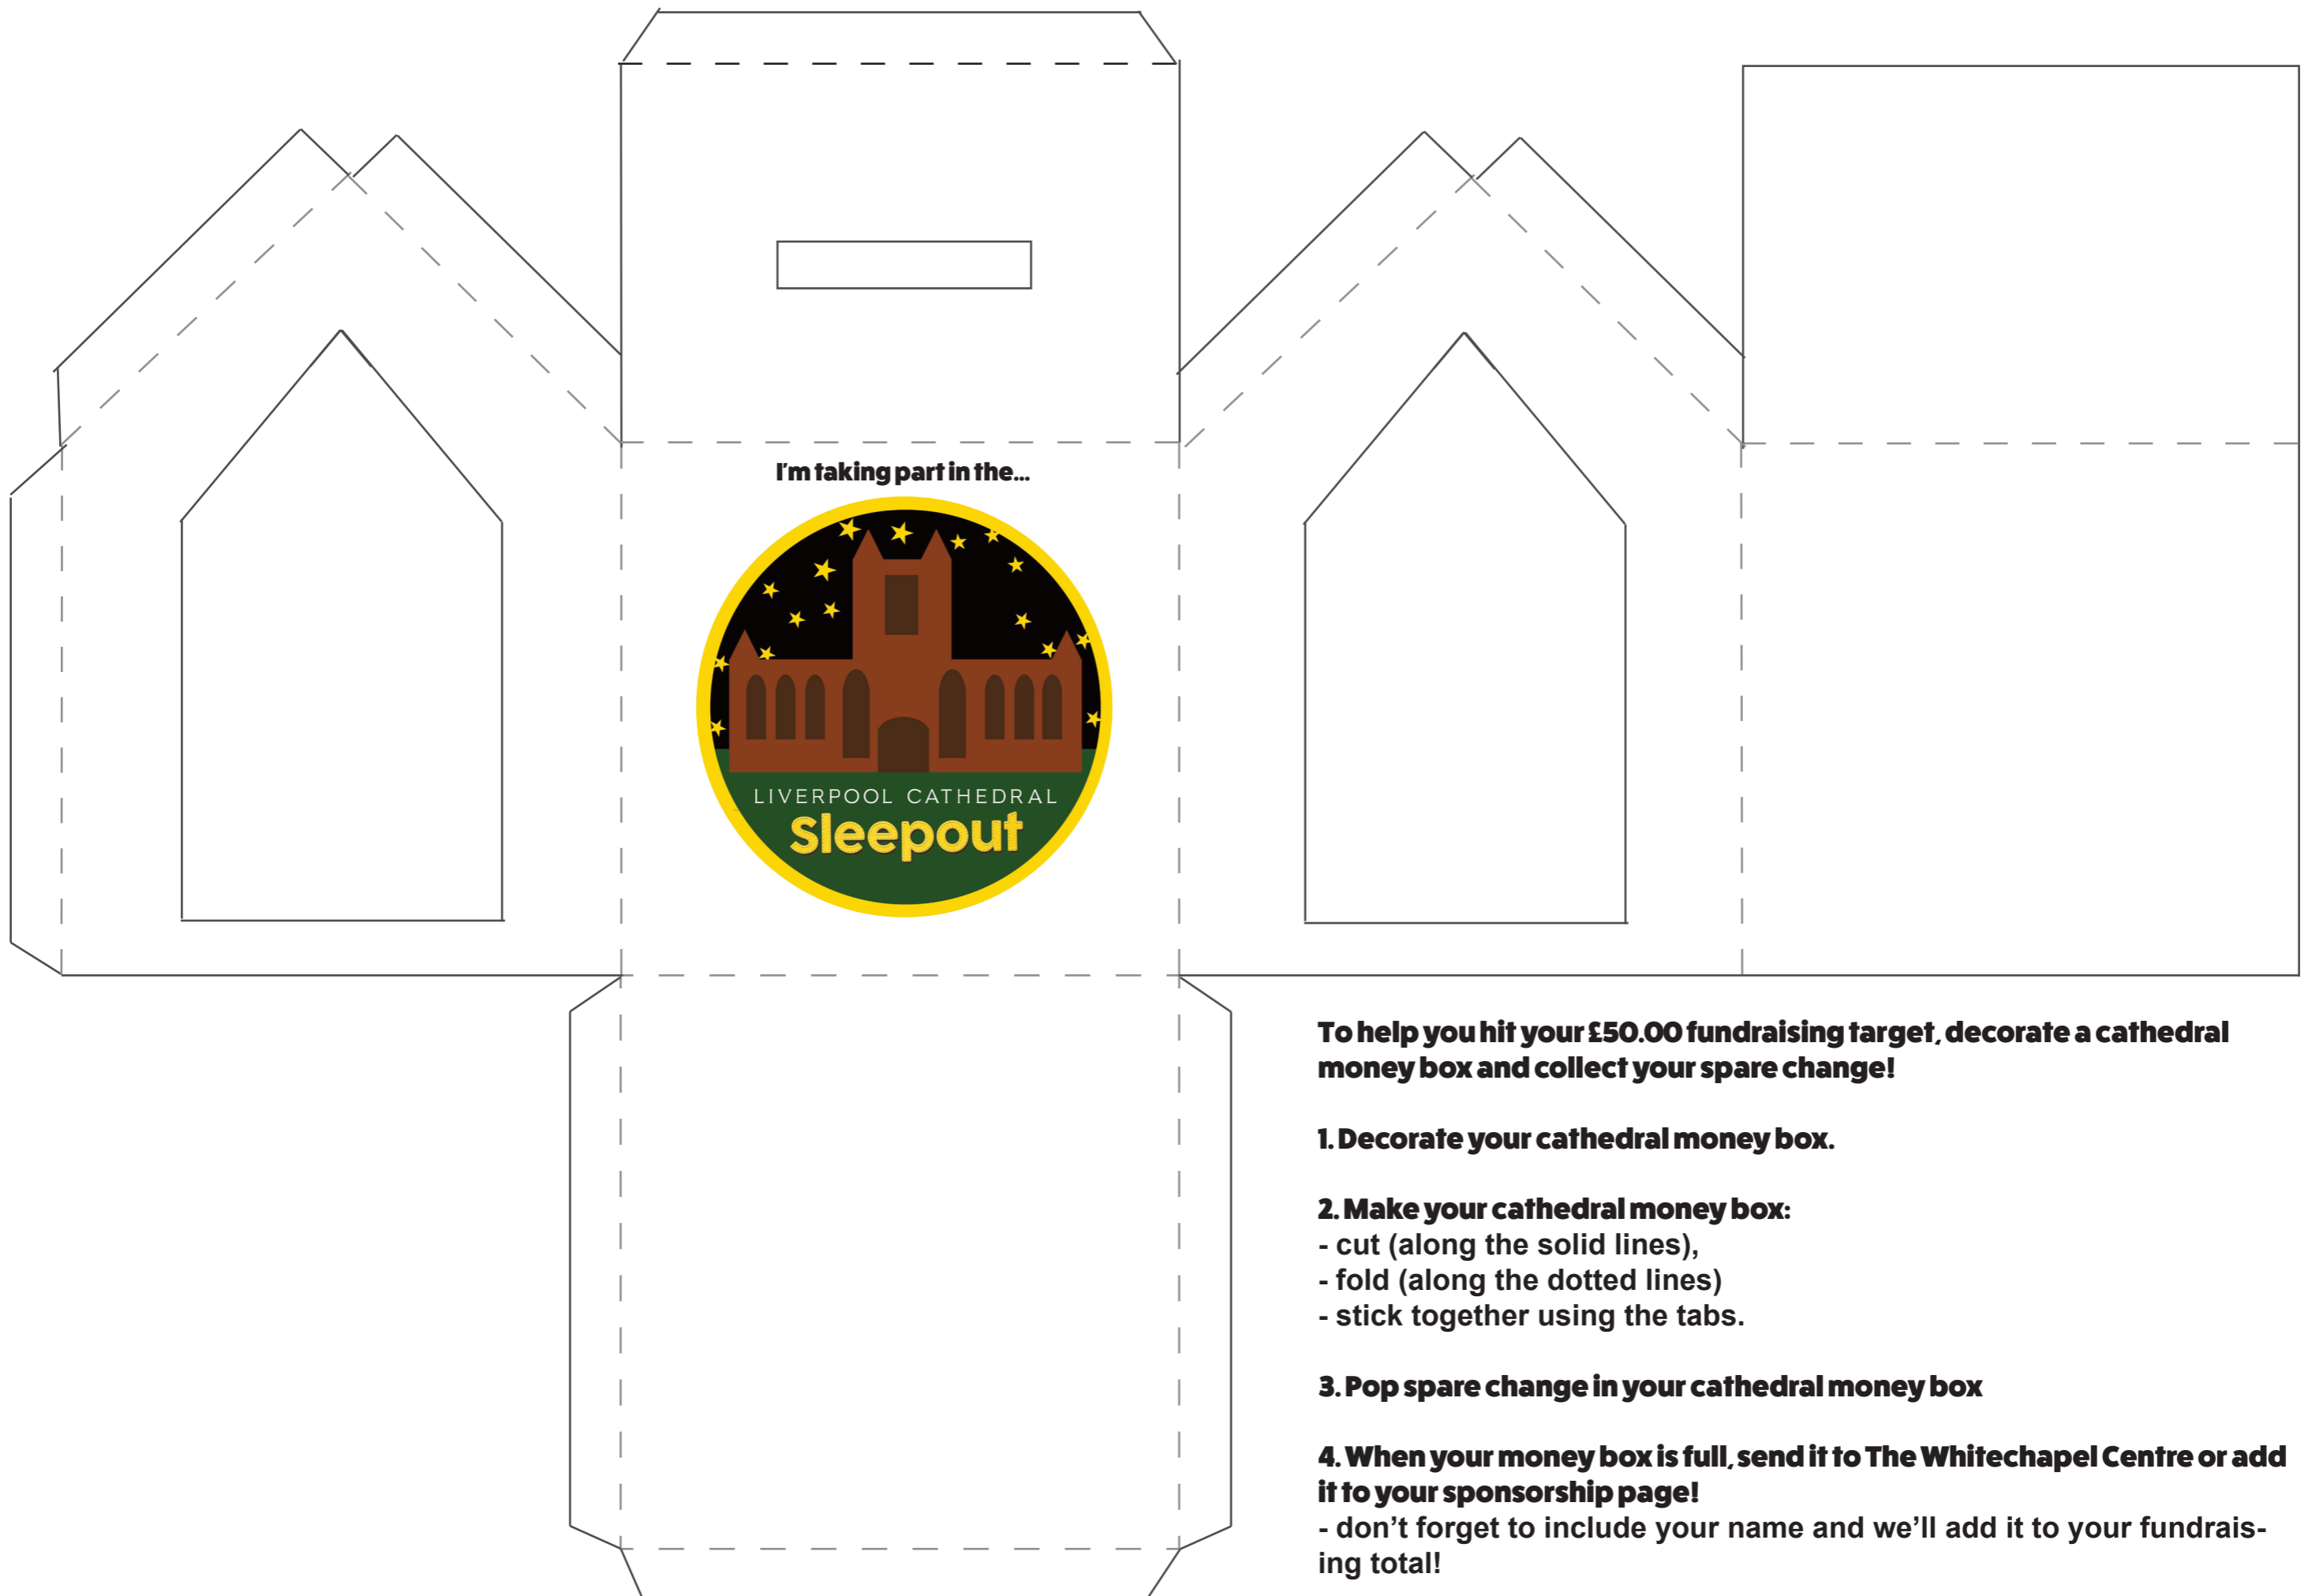 I'm taking part in the...
LIVERPOOL CATHEDRAL
Sleepout
To help you hit your £50.00 fundraising target, decorate a cathedral
money box and collect your spare change!
1. Decorate your cathedral money box.
2. Make your cathedral money box:
- cut (along the solid lines),
- fold (along the dotted lines)
- stick together using the tabs.
3. Pop spare change in your cathedral money box
4. When your money box is full, send it to The Whitechapel Centre or add
it to your sponsorship page!
- don’t forget to include your name and we’ll add it to your fundrais-
ing total!